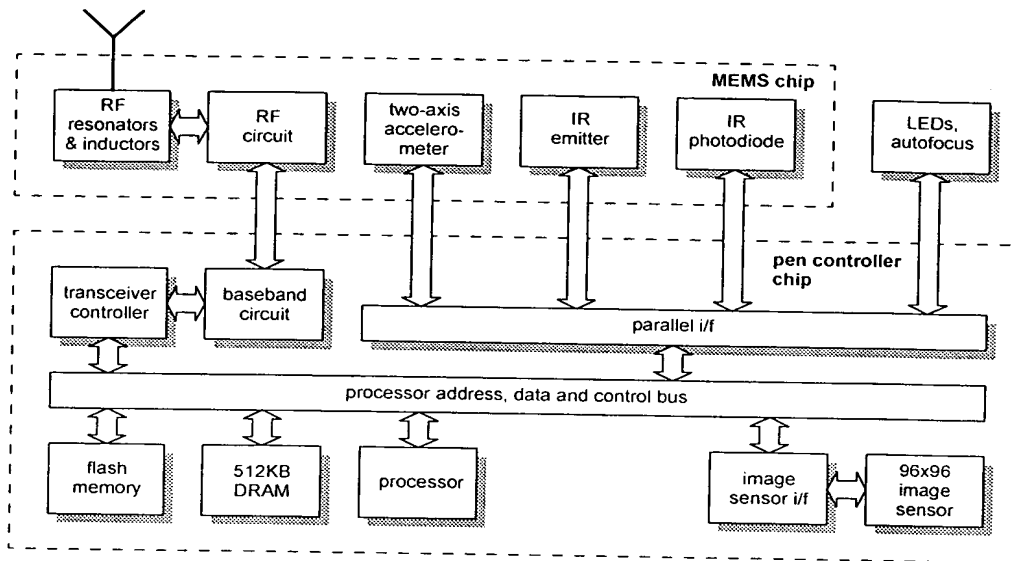 MEMS chip
RF
resonators
& inductors
RF
circuit
two-axis
accelero-
meter
IR
emitter
IR
photodiode
LEDs,
autofocus
pen controller
chip
transceiver
controller
baseband
circuit
parallel i/f
processor address, data and control bus
flash
memory
512KB
DRAM
processor
image
sensor i/f
96x96
image
sensor